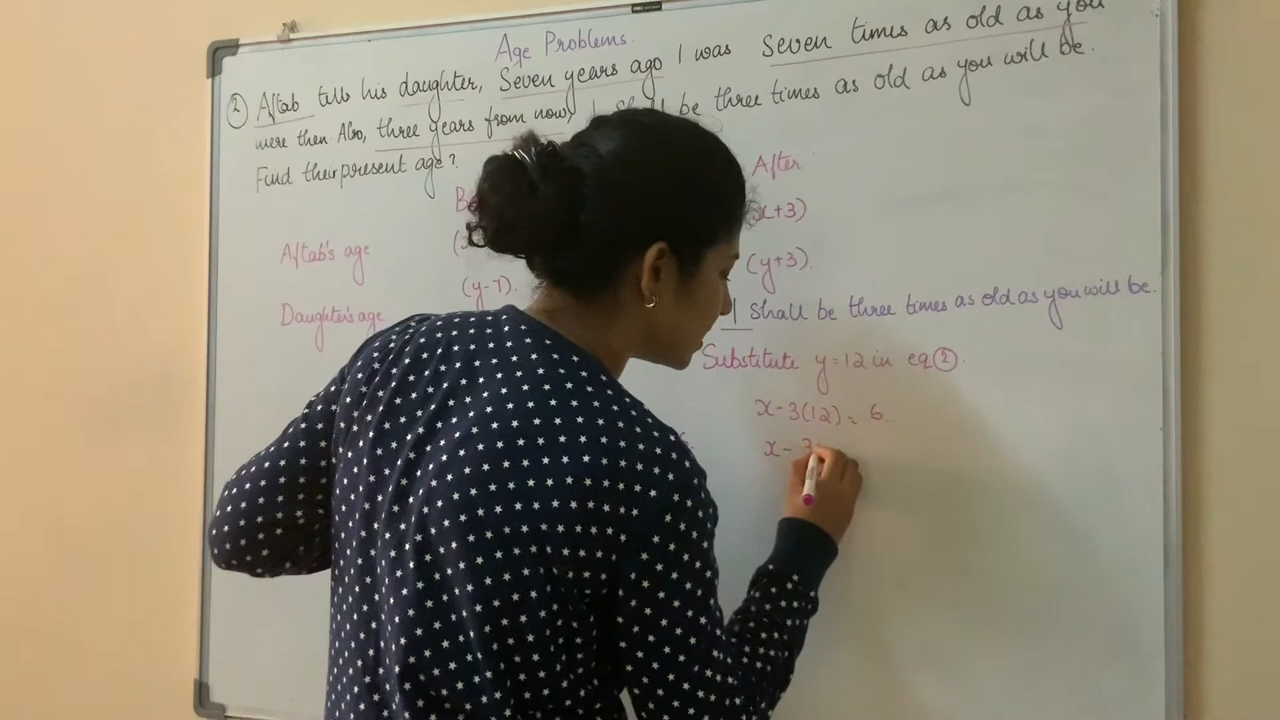 Age Problems.
② Aftab tells his daughter, Seven years ago I was seven times as old as you
were then. Also, three years from now, I shall be three times as old as you will be.
Find their present age?
After
Aftab's age (x+3)
(y-7). (y+3).
Daughter's age
I shall be three times as old as you will be.
Substitute y=12 in eq ②.
x-3(12) = 6.
x-3